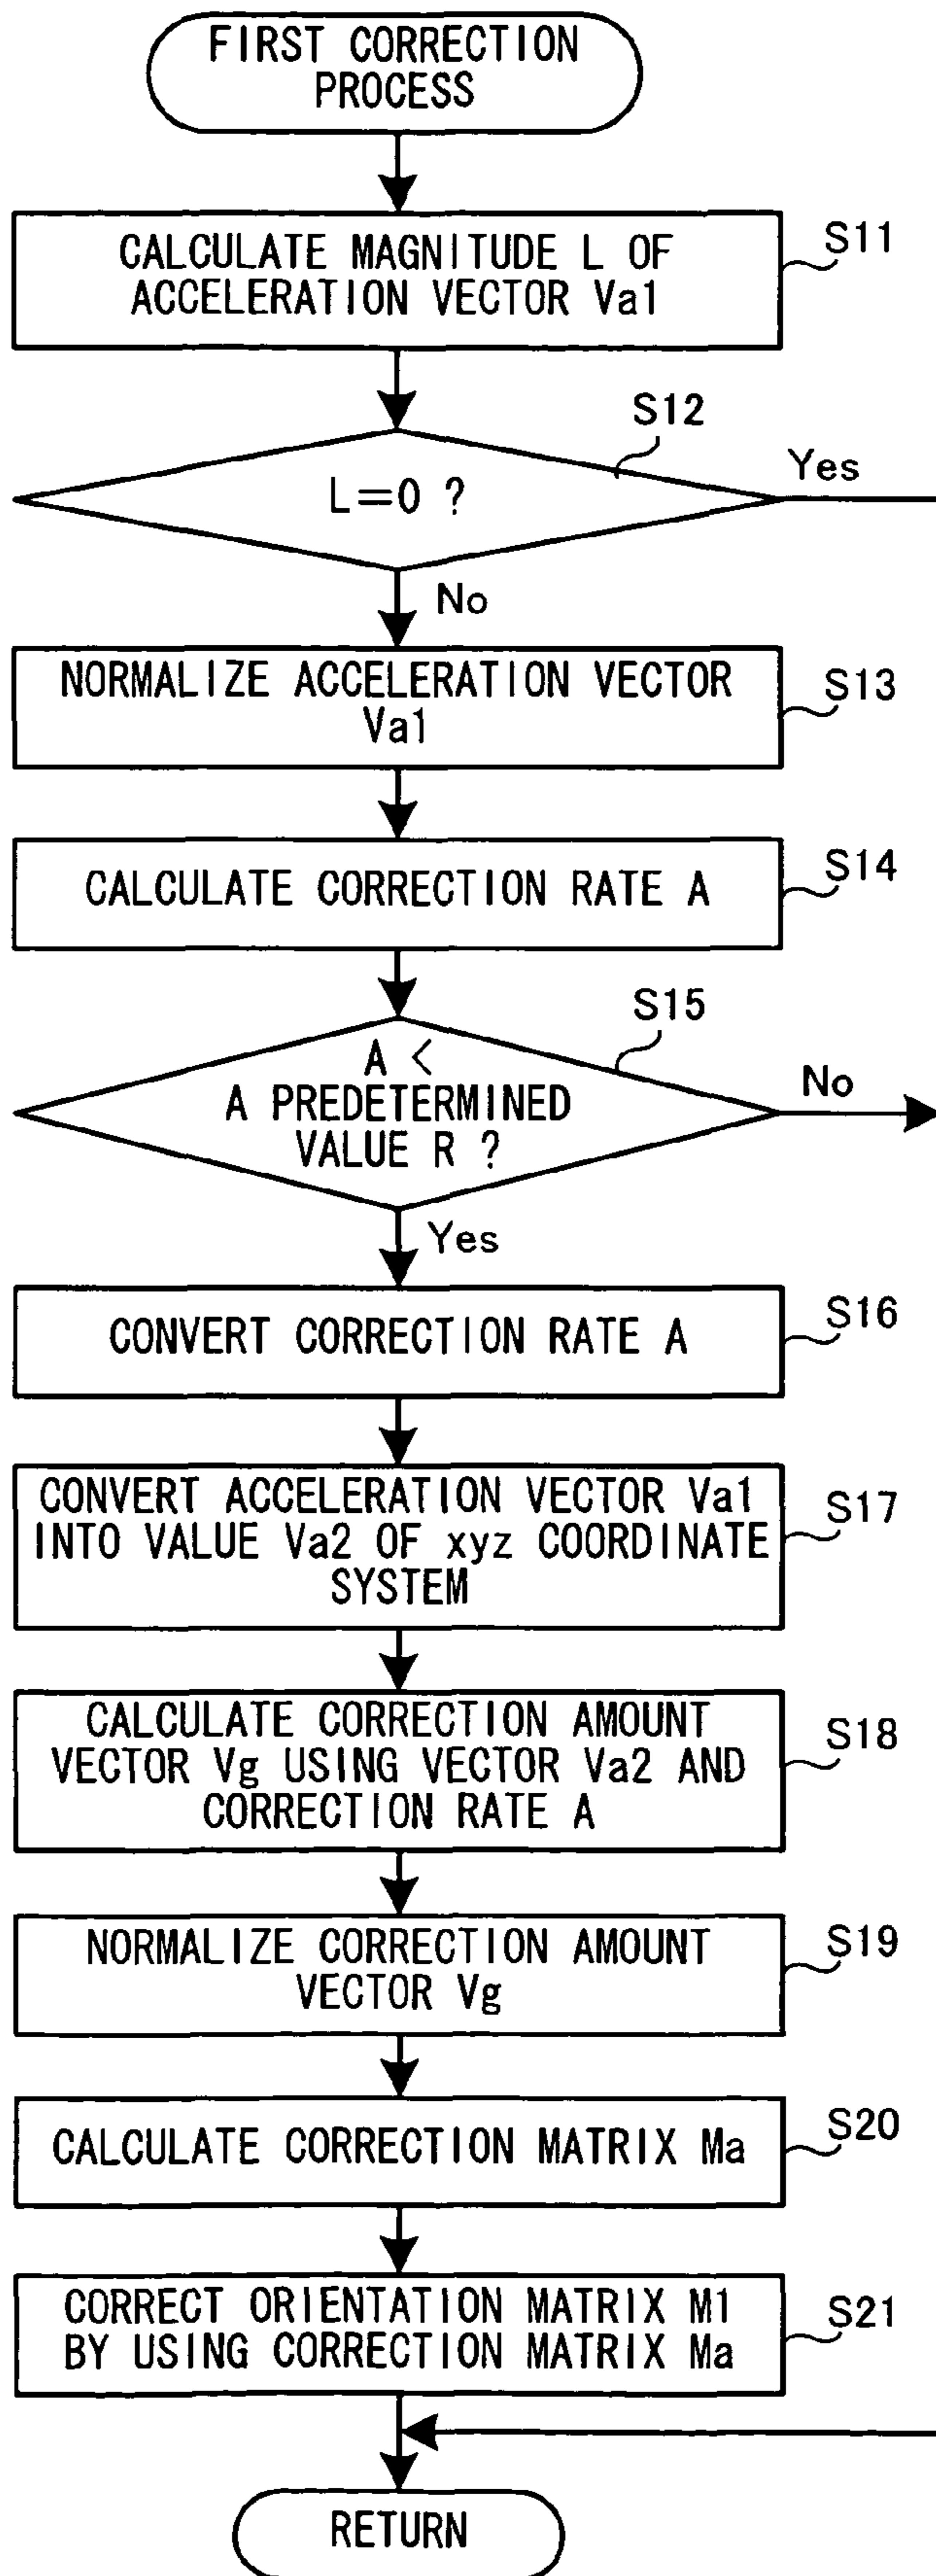 FIRST CORRECTION
PROCESS
S11
CALCULATE MAGNITUDE L OF
ACCELERATION VECTOR Va1
S12
L=0 ?
Yes
No
NORMALIZE ACCELERATION VECTOR
Va1
S13
CALCULATE CORRECTION RATE A
S14
S15
A <
A PREDETERMINED
VALUE R ?
No
Yes
CONVERT CORRECTION RATE A
S16
CONVERT ACCELERATION VECTOR Va1
INTO VALUE Va2 OF xyz COORDINATE
SYSTEM
S17
CALCULATE CORRECTION AMOUNT
VECTOR Vg USING VECTOR Va2 AND
CORRECTION RATE A
S18
NORMALIZE CORRECTION AMOUNT
VECTOR Vg
S19
CALCULATE CORRECTION MATRIX Ma
S20
CORRECT ORIENTATION MATRIX M1
BY USING CORRECTION MATRIX Ma
S21
RETURN